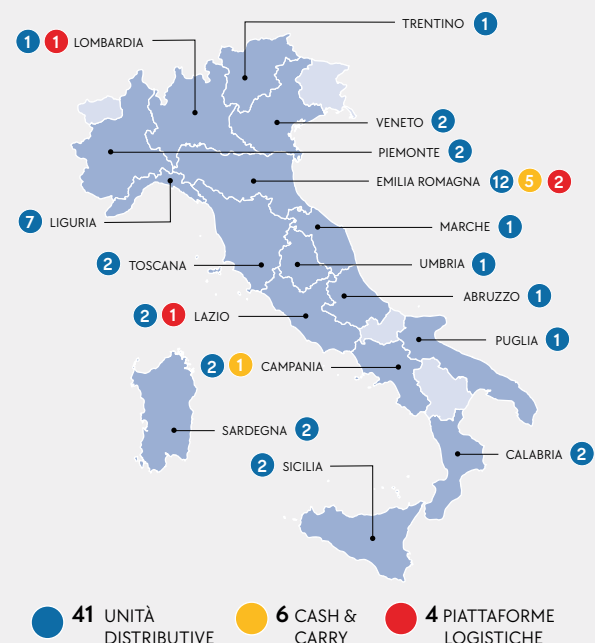 TRENTINO 1
1 1 LOMBARDIA
VENETO 2
PIEMONTE 2
EMILIA ROMAGNA 12 5 2
7 LIGURIA
MARCHE 1
2 TOSCANA
UMBRIA 1
ABRUZZO 1
2 1 LAZIO
PUGLIA 1
2 1 CAMPANIA
SARDEGNA 2
CALABRIA 2
2 SICILIA
41 UNITÀ
DISTRIBUTIVE
6 CASH &
CARRY
4 PIATTAFORME
LOGISTICHE